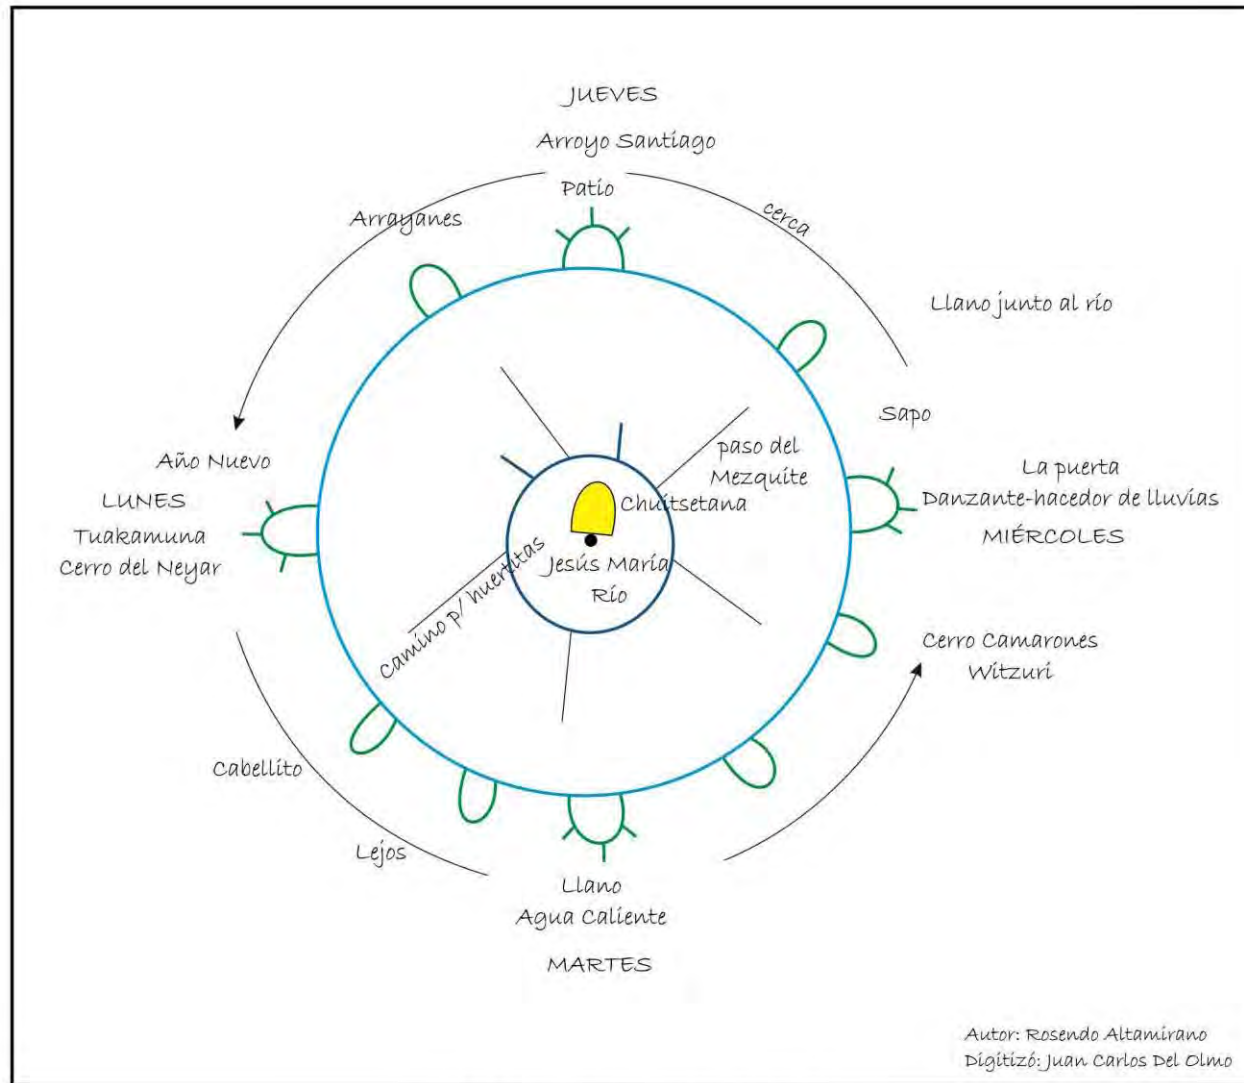 JUEVES
Arroyo Santiago
Patio
cerca
Arrayanes
Llano junto al río
Sapo
paso del
Mezquite
Año Nuevo
LUNES
Tuakamuna
Cerro del Neyar
La puerta
Danzante-hacedor de lluvias
MIÉRCOLES
Chuitsetana
Jesús María
Río
Camino p/ huertitas
Cerro Camarones
Witzuri
Cabellito
Lejos
Llano
Agua Caliente
MARTES
Autor: Rosendo Altamirano
Digitizó: Juan Carlos Del Olmo